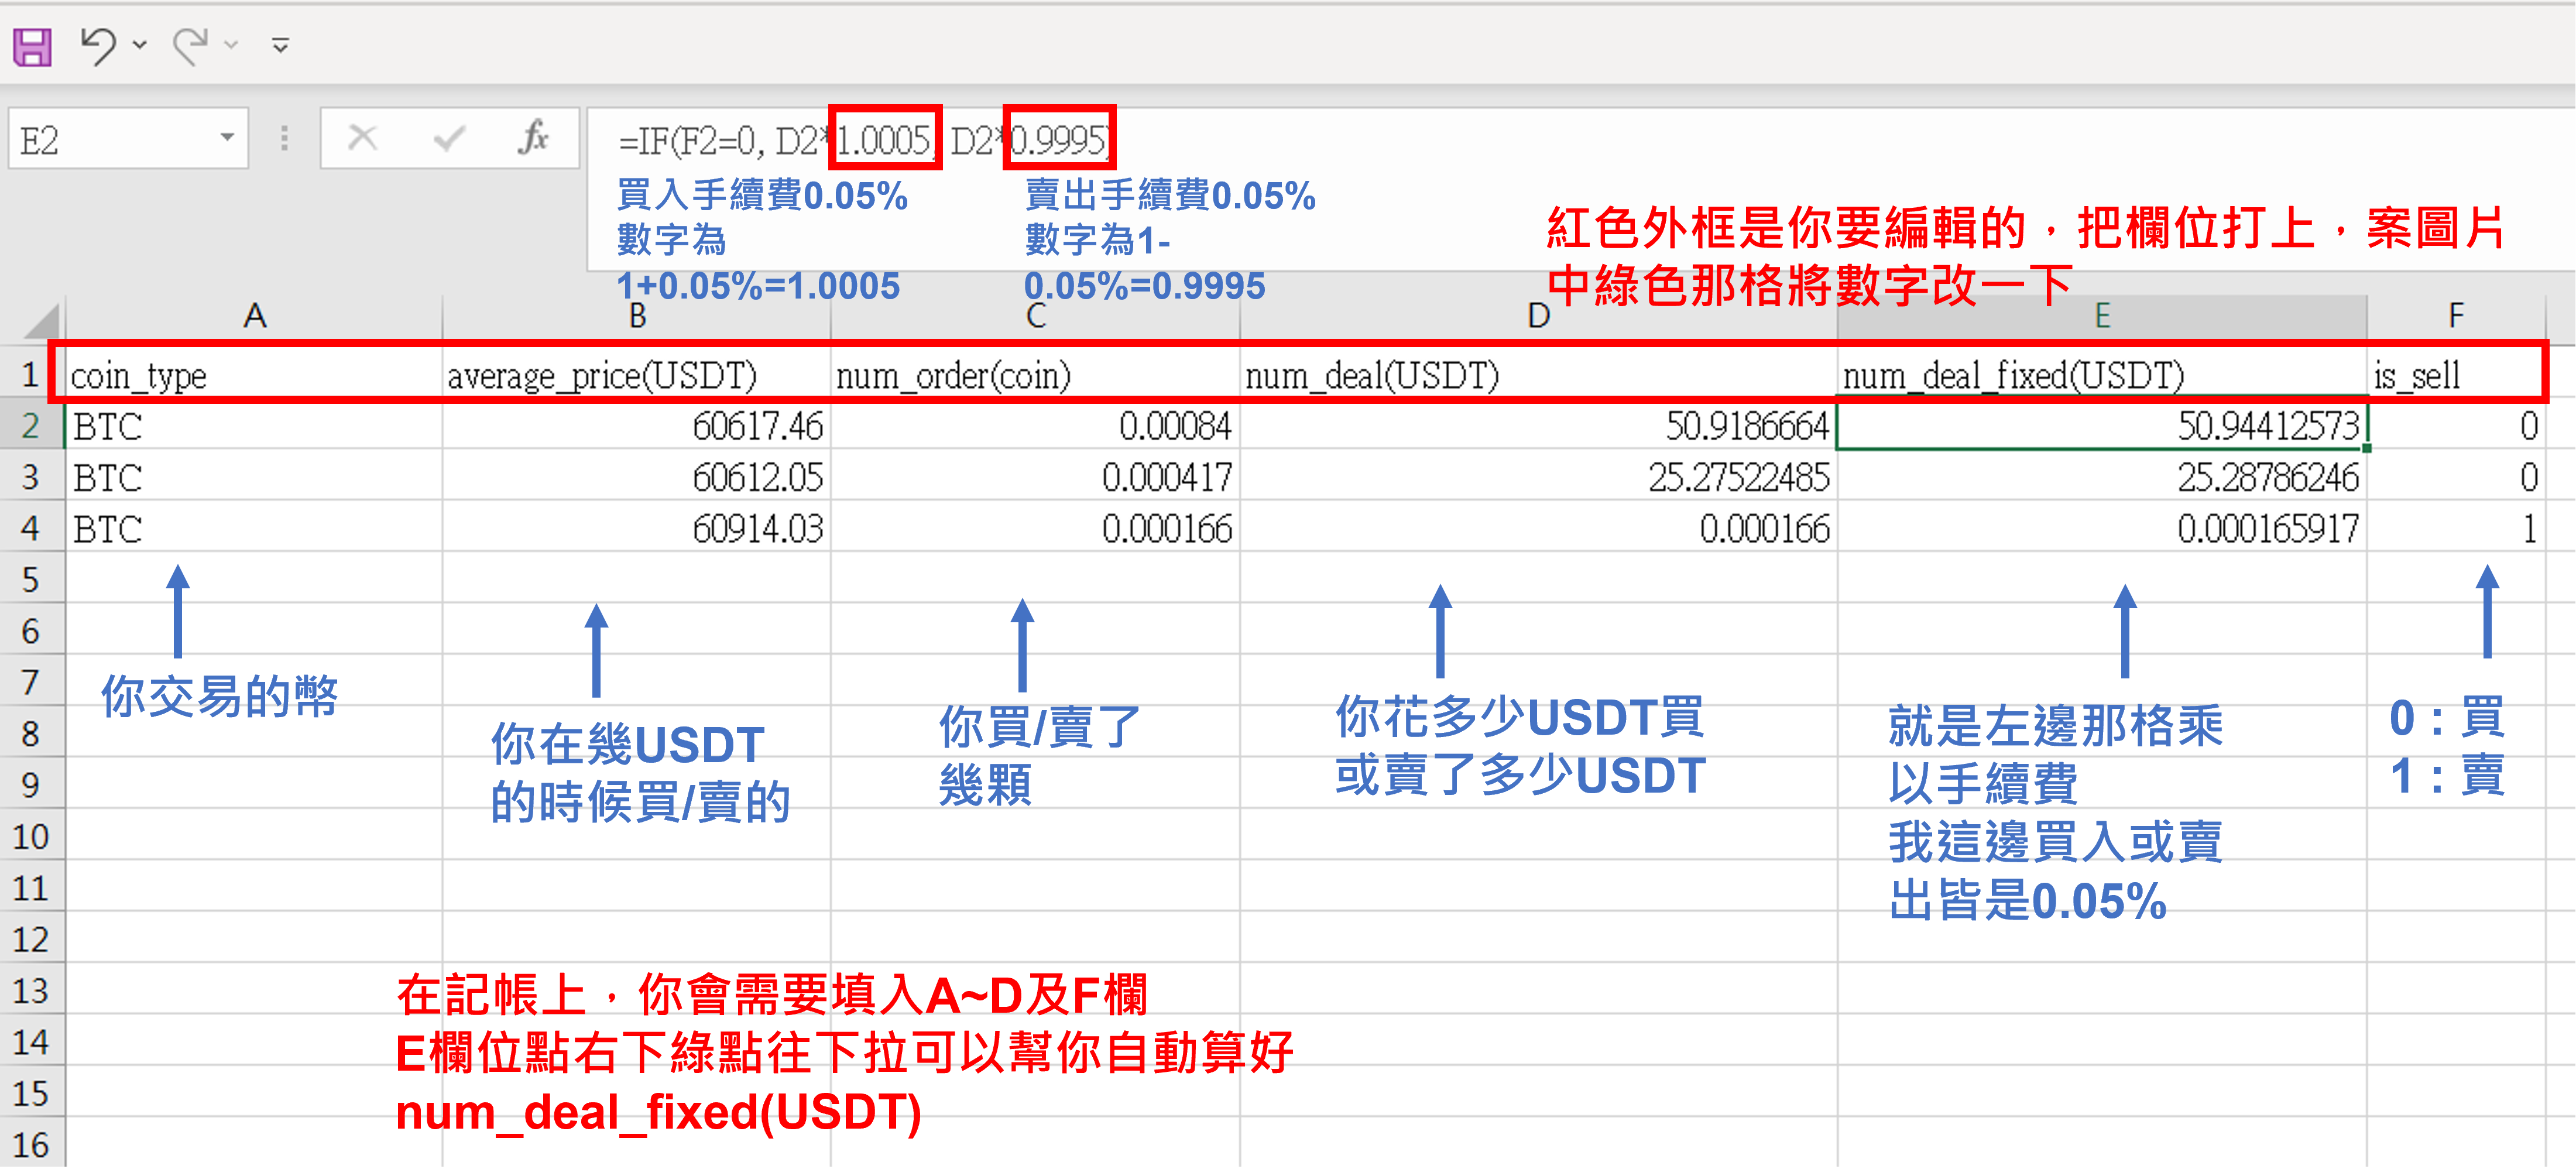 E2
fx
=IF(F2=0, D2*1.0005, D2*0.9995)
買入手續費0.05%
數字為
1+0.05%=1.0005
賣出手續費0.05%
數字為1-
0.05%=0.9995
紅色外框是你要編輯的，把欄位打上，案圖片
中綠色那格將數字改一下
A B C D E F
1 coin_type average_price(USDT) num_order(coin) num_deal(USDT) num_deal_fixed(USDT) is_sell
2 BTC 60617.46 0.00084 50.9186664 50.94412573 0
3 BTC 60612.05 0.000417 25.27522485 25.28786246 0
4 BTC 60914.03 0.000166 0.000166 0.000165917 1
5
6
7
8
9
10
11
12
13
14
15
16
你交易的幣
你在幾USDT
的時候買/賣的
你買/賣了
幾顆
你花多少USDT買
或賣了多少USDT
就是左邊那格乘
以手續費
我這邊買入或賣
出皆是0.05%
0：買
1：賣
在記帳上，你會需要填入A~D及F欄
E欄位點右下綠點往下拉可以幫你自動算好
num_deal_fixed(USDT)